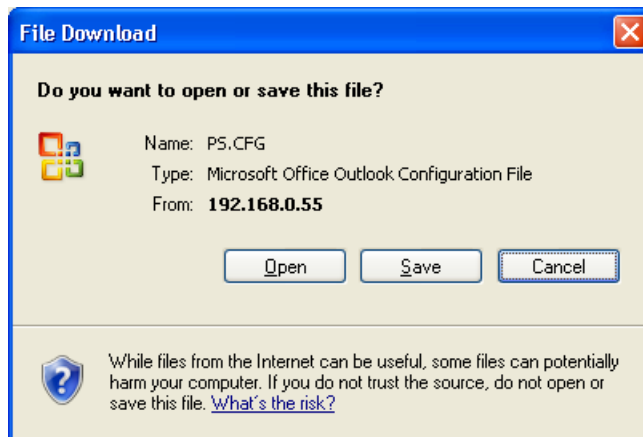 File Download
Do you want to open or save this file?
Name: PS.CFG
Type: Microsoft Office Outlook Configuration File
From: 192.168.0.55
Open Save Cancel
While files from the Internet can be useful, some files can potentially
harm your computer. If you do not trust the source, do not open or
save this file. What's the risk?